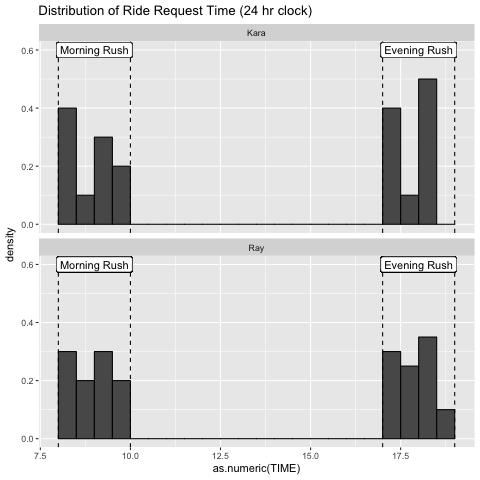 Distribution of Ride Request Time (24 hr clock)
Kara
0.6
Morning Rush
Evening Rush
0.4
0.2
0.0
density
Ray
0.6
Morning Rush
Evening Rush
0.4
0.2
0.0
7.5
10.0
12.5
15.0
17.5
as.numeric(TIME)